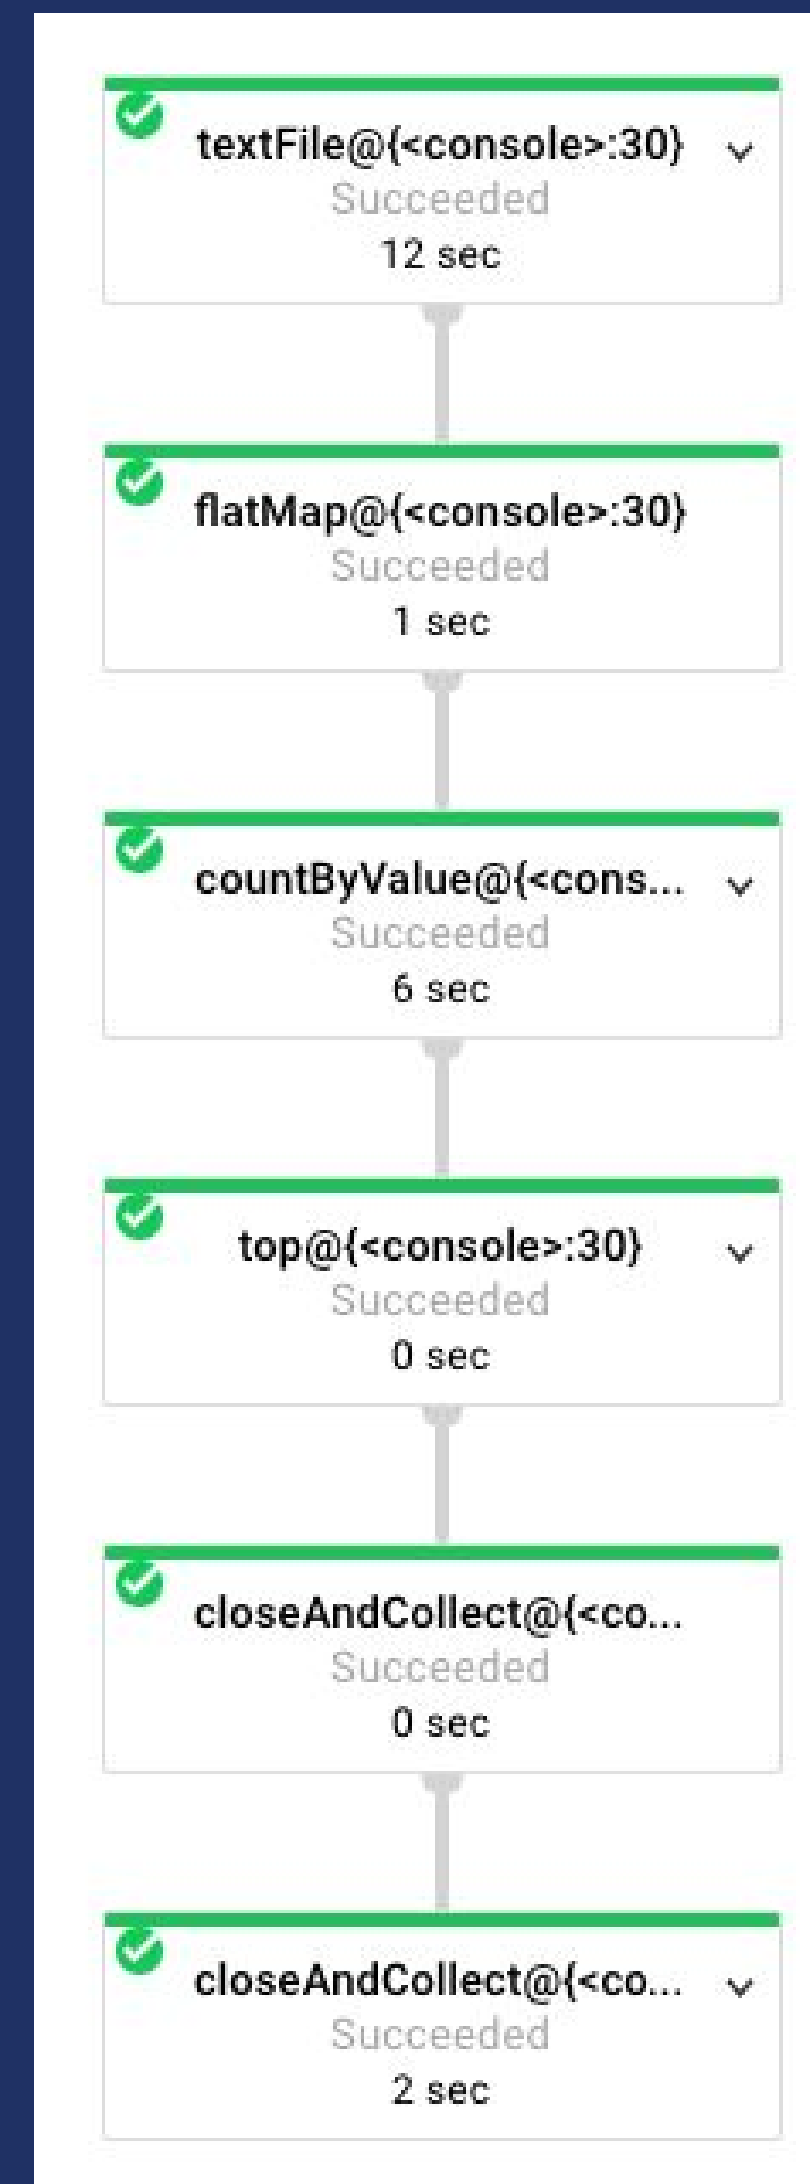 textFile@{<console>:30}
Succeeded
12 sec
flatMap@{<console>:30}
Succeeded
1 sec
countByValue@{<cons...
Succeeded
6 sec
top@{<console>:30}
Succeeded
0 sec
closeAndCollect@{<co...
Succeeded
0 sec
closeAndCollect@{<co...
Succeeded
2 sec